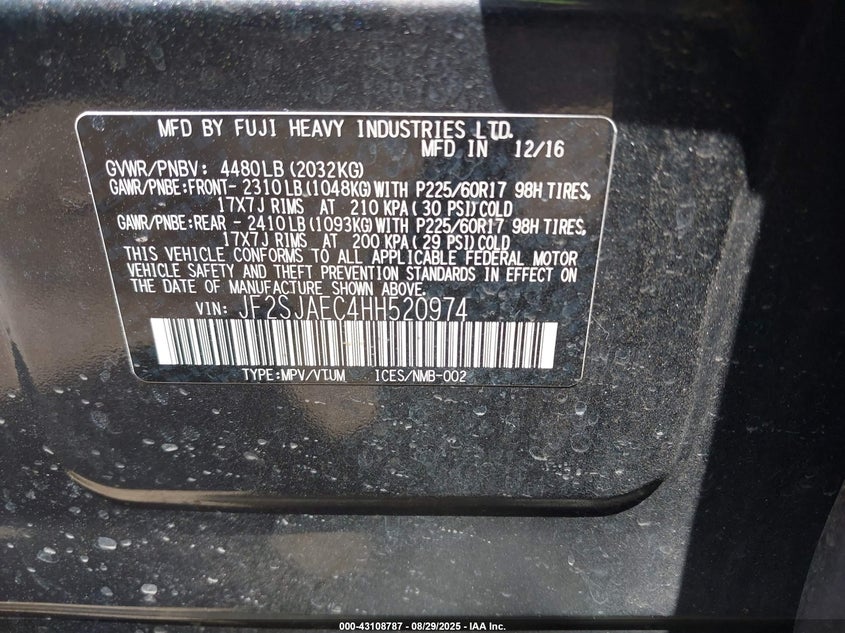 MFD BY FUJI HEAVY INDUSTRIES LTD.
MFD IN 12/16
GVWR/PNBV: 4480LB (2032KG)
GAWR/PNBE:FRONT- 2310LB(1048KG)WITH P225/60R17 98H TIRES,
17X7J RIMS AT 210 KPA(30 PSI)COLD
GAWR/PNBE:REAR - 2410LB(1093KG)WITH P225/60R17 98H TIRES,
17X7J RIMS AT 200 KPA(29 PSI)COLD
THIS VEHICLE CONFORMS TO ALL APPLICABLE FEDERAL MOTOR
VEHICLE SAFETY AND THEFT PREVENTION STANDARDS IN EFFECT ON
THE DATE OF MANUFACTURE SHOWN ABOVE.
VIN: JF2SJAEC4HH520974
TYPE:MPV/VTUM ICES/NMB-002
000-43108787 - 08/29/2025 - IAA Inc.